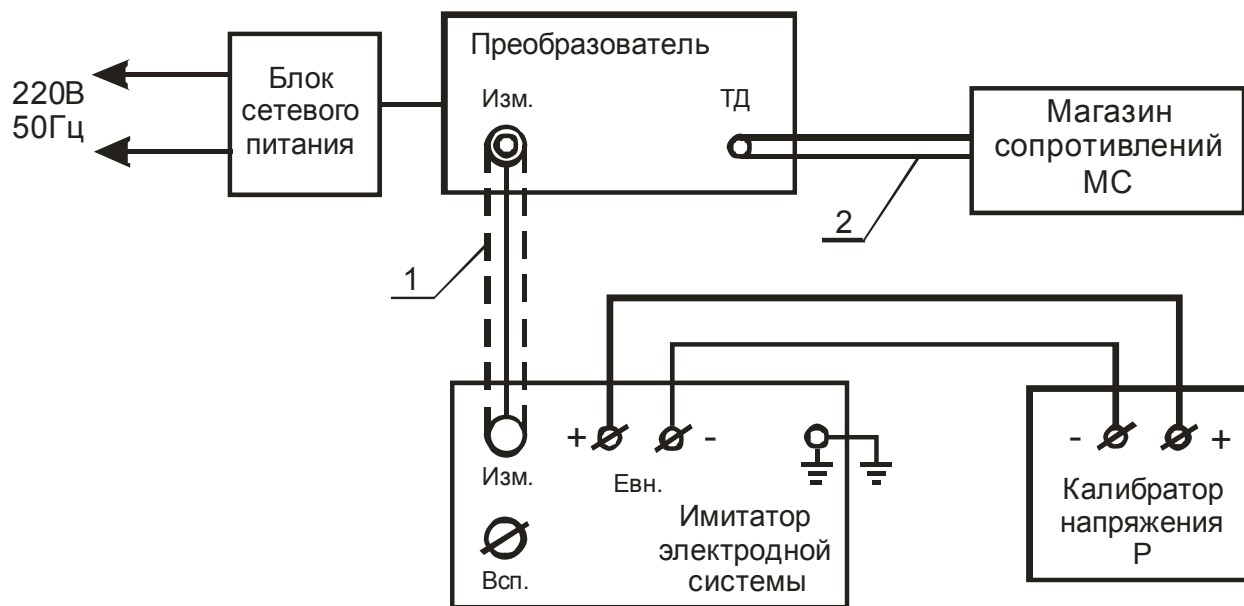 220В
50Гц
Блок
сетевого
питания
Преобразователь
Изм.
ТД
Магазин
сопротивлений
МС
1
2
+
-
Изм.
Евн.
Имитатор
электродной
системы
Всп.
-
+
Калибратор
напряжения
Р